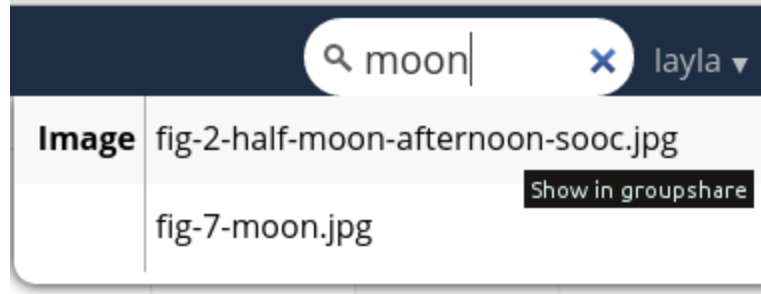 moon
layla ▾
Image fig-2-half-moon-afternoon-sooc.jpg
Show in groupshare
fig-7-moon.jpg